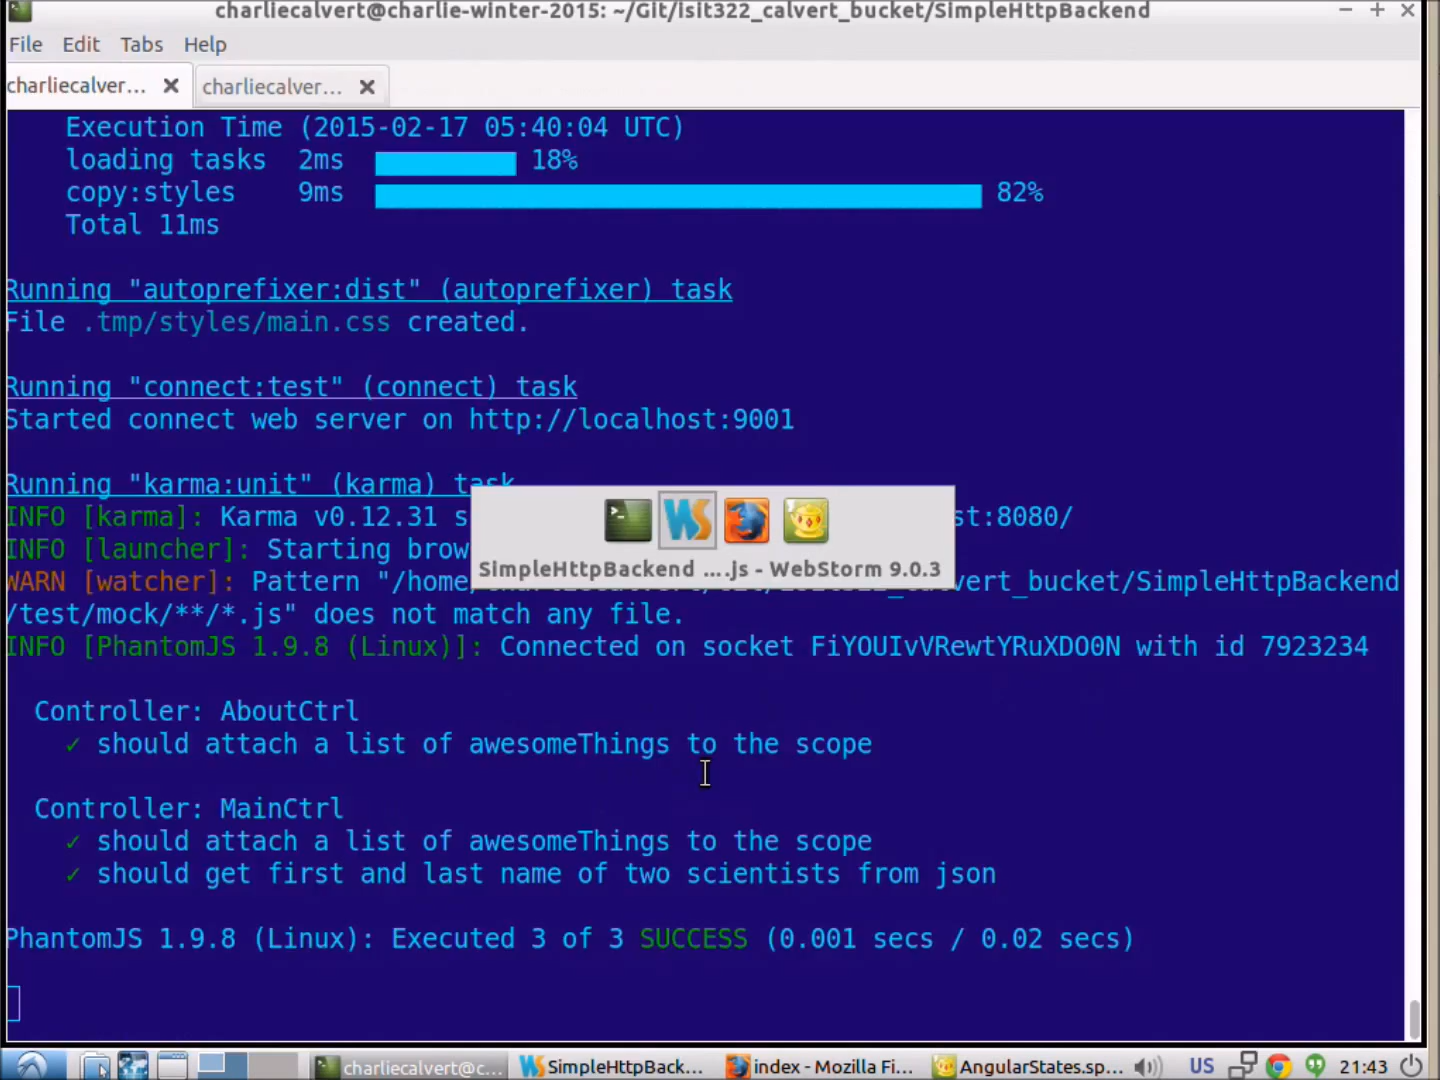 charliecalvert@charlie-winter-2015: ~/Git/isit322_calvert_bucket/SimpleHttpBackend
File Edit Tabs Help
charliecalver... charliecalver...
Execution Time (2015-02-17 05:40:04 UTC)
loading tasks 2ms 18%
copy:styles 9ms 82%
Total 11ms
Running "autoprefixer:dist" (autoprefixer) task
File .tmp/styles/main.css created.
Running "connect:test" (connect) task
Started connect web server on http://localhost:9001
Running "karma:unit" (karma) task
INFO [karma]: Karma v0.12.31 s st:8080/
INFO [launcher]: Starting brow
SimpleHttpBackend ....js - WebStorm 9.0.3
WARN [watcher]: Pattern "/home/ vert_bucket/SimpleHttpBackend
/test/mock/**/*.js" does not match any file.
INFO [PhantomJS 1.9.8 (Linux)]: Connected on socket FiYOUIvVRewtYRuXDO0N with id 7923234
Controller: AboutCtrl
✓ should attach a list of awesomeThings to the scope
Controller: MainCtrl
✓ should attach a list of awesomeThings to the scope
✓ should get first and last name of two scientists from json
PhantomJS 1.9.8 (Linux): Executed 3 of 3 SUCCESS (0.001 secs / 0.02 secs)
charliecalvert@c... SimpleHttpBack... index - Mozilla Fi... AngularStates.sp... US 21:43